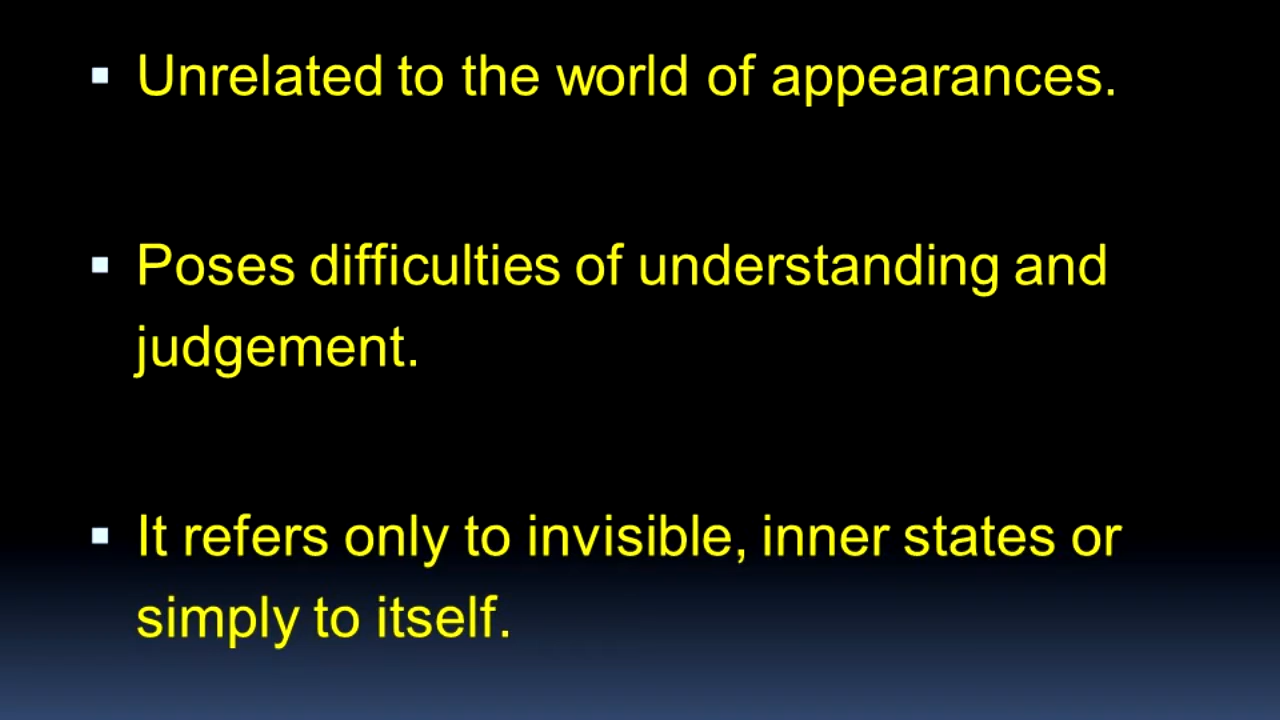 ▪ Unrelated to the world of appearances.
▪ Poses difficulties of understanding and
judgement.
▪ It refers only to invisible, inner states or
simply to itself.